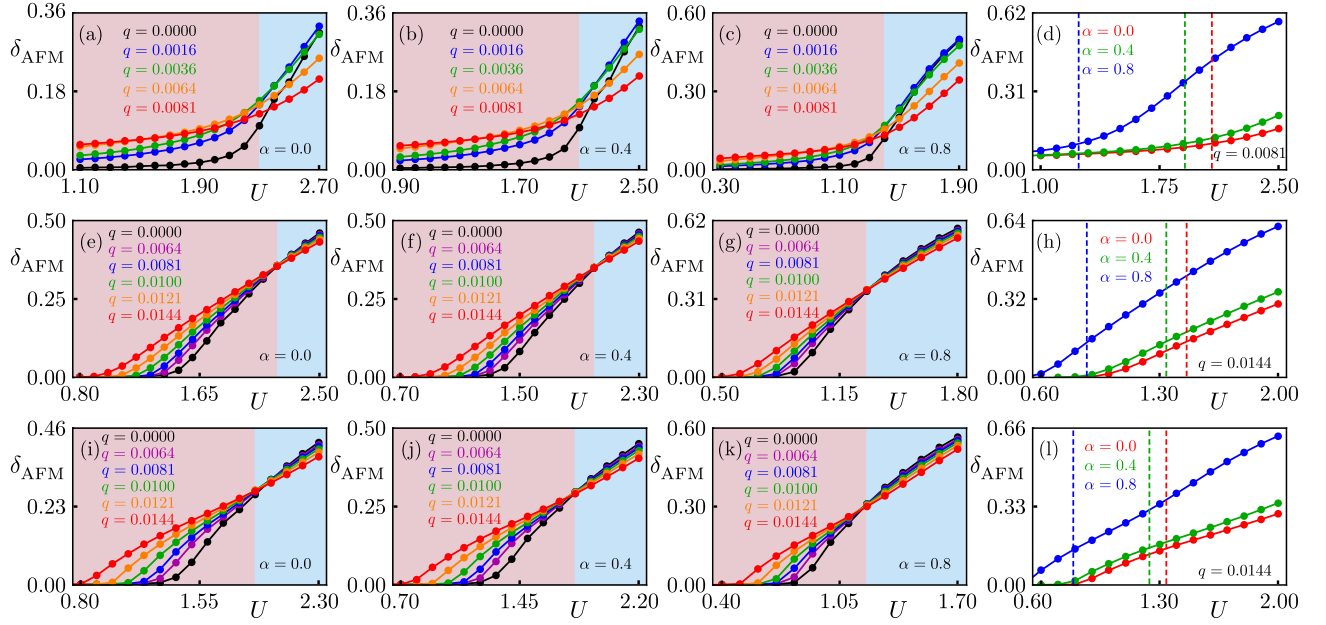 0.36
0.18
0.00
δ_AFM
(a)
q = 0.0000
q = 0.0016
q = 0.0036
q = 0.0064
q = 0.0081
α = 0.0
1.10
1.90
U
2.70
0.36
0.18
0.00
δ_AFM
(b)
q = 0.0000
q = 0.0016
q = 0.0036
q = 0.0064
q = 0.0081
α = 0.4
0.90
1.70
U
2.50
0.60
0.30
0.00
δ_AFM
(c)
q = 0.0000
q = 0.0016
q = 0.0036
q = 0.0064
q = 0.0081
α = 0.8
0.30
1.10
U
1.90
0.62
0.31
0.00
δ_AFM
(d)
α = 0.0
α = 0.4
α = 0.8
q = 0.0081
1.00
1.75
U
2.50
0.50
0.25
0.00
δ_AFM
(e)
q = 0.0000
q = 0.0064
q = 0.0081
q = 0.0100
q = 0.0121
q = 0.0144
α = 0.0
0.80
1.65
U
2.50
0.50
0.25
0.00
δ_AFM
(f)
q = 0.0000
q = 0.0064
q = 0.0081
q = 0.0100
q = 0.0121
q = 0.0144
α = 0.4
0.70
1.50
U
2.30
0.62
0.31
0.00
δ_AFM
(g)
q = 0.0000
q = 0.0064
q = 0.0081
q = 0.0100
q = 0.0121
q = 0.0144
α = 0.8
0.50
1.15
U
1.80
0.64
0.32
0.00
δ_AFM
(h)
α = 0.0
α = 0.4
α = 0.8
q = 0.0144
0.60
1.30
U
2.00
0.46
0.23
0.00
δ_AFM
(i)
q = 0.0000
q = 0.0064
q = 0.0081
q = 0.0100
q = 0.0121
q = 0.0144
α = 0.0
0.80
1.55
U
2.30
0.50
0.25
0.00
δ_AFM
(j)
q = 0.0000
q = 0.0064
q = 0.0081
q = 0.0100
q = 0.0121
q = 0.0144
α = 0.4
0.70
1.45
U
2.20
0.60
0.30
0.00
δ_AFM
(k)
q = 0.0000
q = 0.0064
q = 0.0081
q = 0.0100
q = 0.0121
q = 0.0144
α = 0.8
0.40
1.05
U
1.70
0.66
0.33
0.00
δ_AFM
(l)
α = 0.0
α = 0.4
α = 0.8
q = 0.0144
0.60
1.30
U
2.00